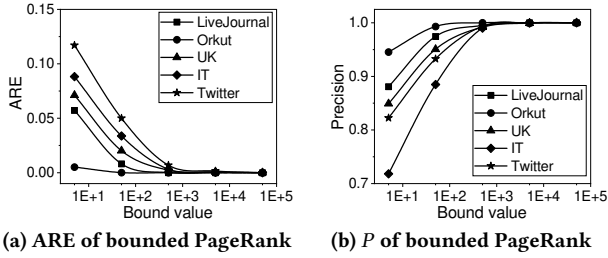 0.15
0.10
0.05
0.00
ARE
LiveJournal
Orkut
UK
IT
Twitter
1E+1 1E+2 1E+3 1E+4 1E+5
Bound value
(a) ARE of bounded PageRank
1.0
0.9
0.8
0.7
Precision
LiveJournal
Orkut
UK
IT
Twitter
1E+1 1E+2 1E+3 1E+4 1E+5
Bound value
(b) P of bounded PageRank